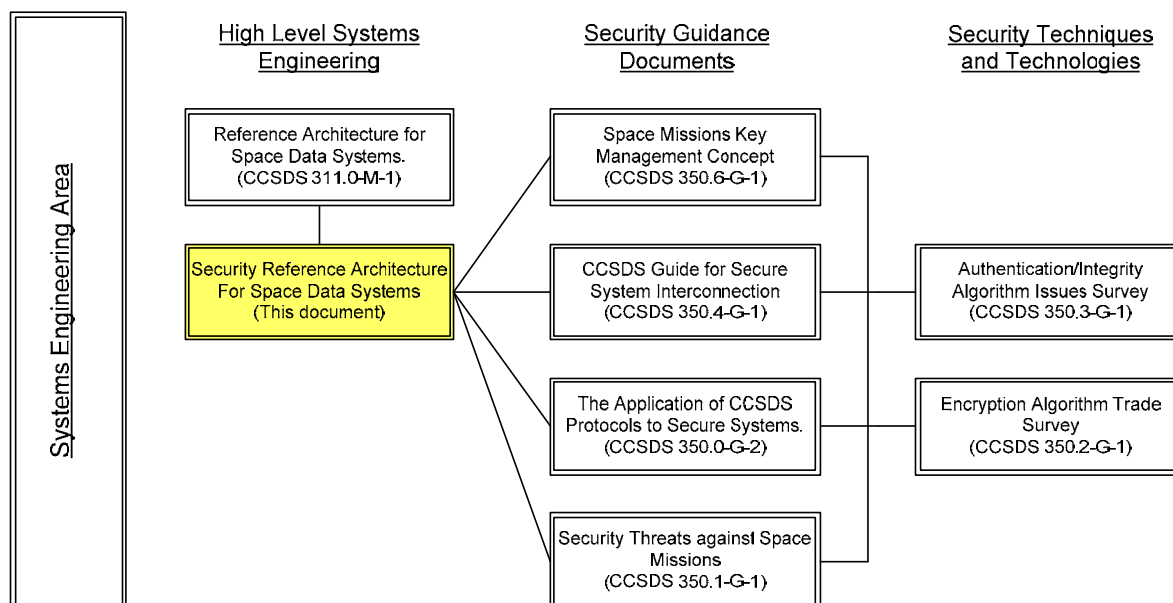 Systems Engineering Area
High Level Systems
Engineering
Reference Architecture for
Space Data Systems.
(CCSDS 311.0-M-1)
Security Reference Architecture
For Space Data Systems
(This document)
Security Guidance
Documents
Space Missions Key
Management Concept
(CCSDS 350.6-G-1)
CCSDS Guide for Secure
System Interconnection
(CCSDS 350.4-G-1)
The Application of CCSDS
Protocols to Secure Systems.
(CCSDS 350.0-G-2)
Security Threats against Space
Missions
(CCSDS 350.1-G-1)
Security Techniques
and Technologies
Authentication/Integrity
Algorithm Issues Survey
(CCSDS 350.3-G-1)
Encryption Algorithm Trade
Survey
(CCSDS 350.2-G-1)